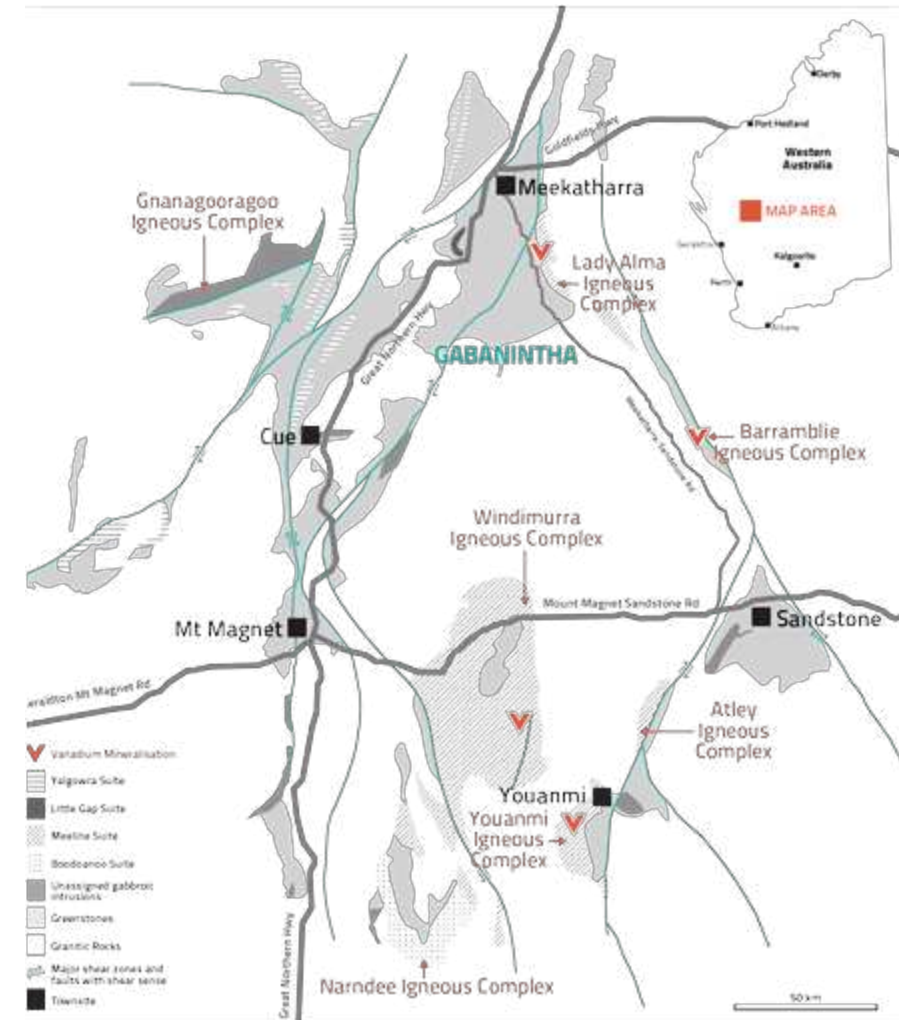 Derby
Port Hedland
Western
Australia
MAP AREA
Geraldton
Kalgoorlie
Perth
Albany
Goldfields Hwy
Meekatharra
Gnanagooragoo
Igneous Complex
Lady Alma
Igneous
Complex
Great Northern Hwy
GABANINTHA
Meekatharra Sandstone Rd
Cue
Barramblie
Igneous Complex
Windimurra
Igneous Complex
Mount Magnet Sandstone Rd
Mt Magnet
Sandstone
Mt Magnet Rd
Atley
Igneous
Complex
Youanmi
Youanmi
Igneous
Complex
Vanadium Mineralisation
Yalgowra Suite
Little Gap Suite
Meeline Suite
Boodanoo Suite
Unassigned gabbroic
intrusions
Greenstones
Granitic Rocks
Major shear zones and
faults with shear sense
Townsite
Great Northern Hwy
Narndee Igneous Complex
50 km